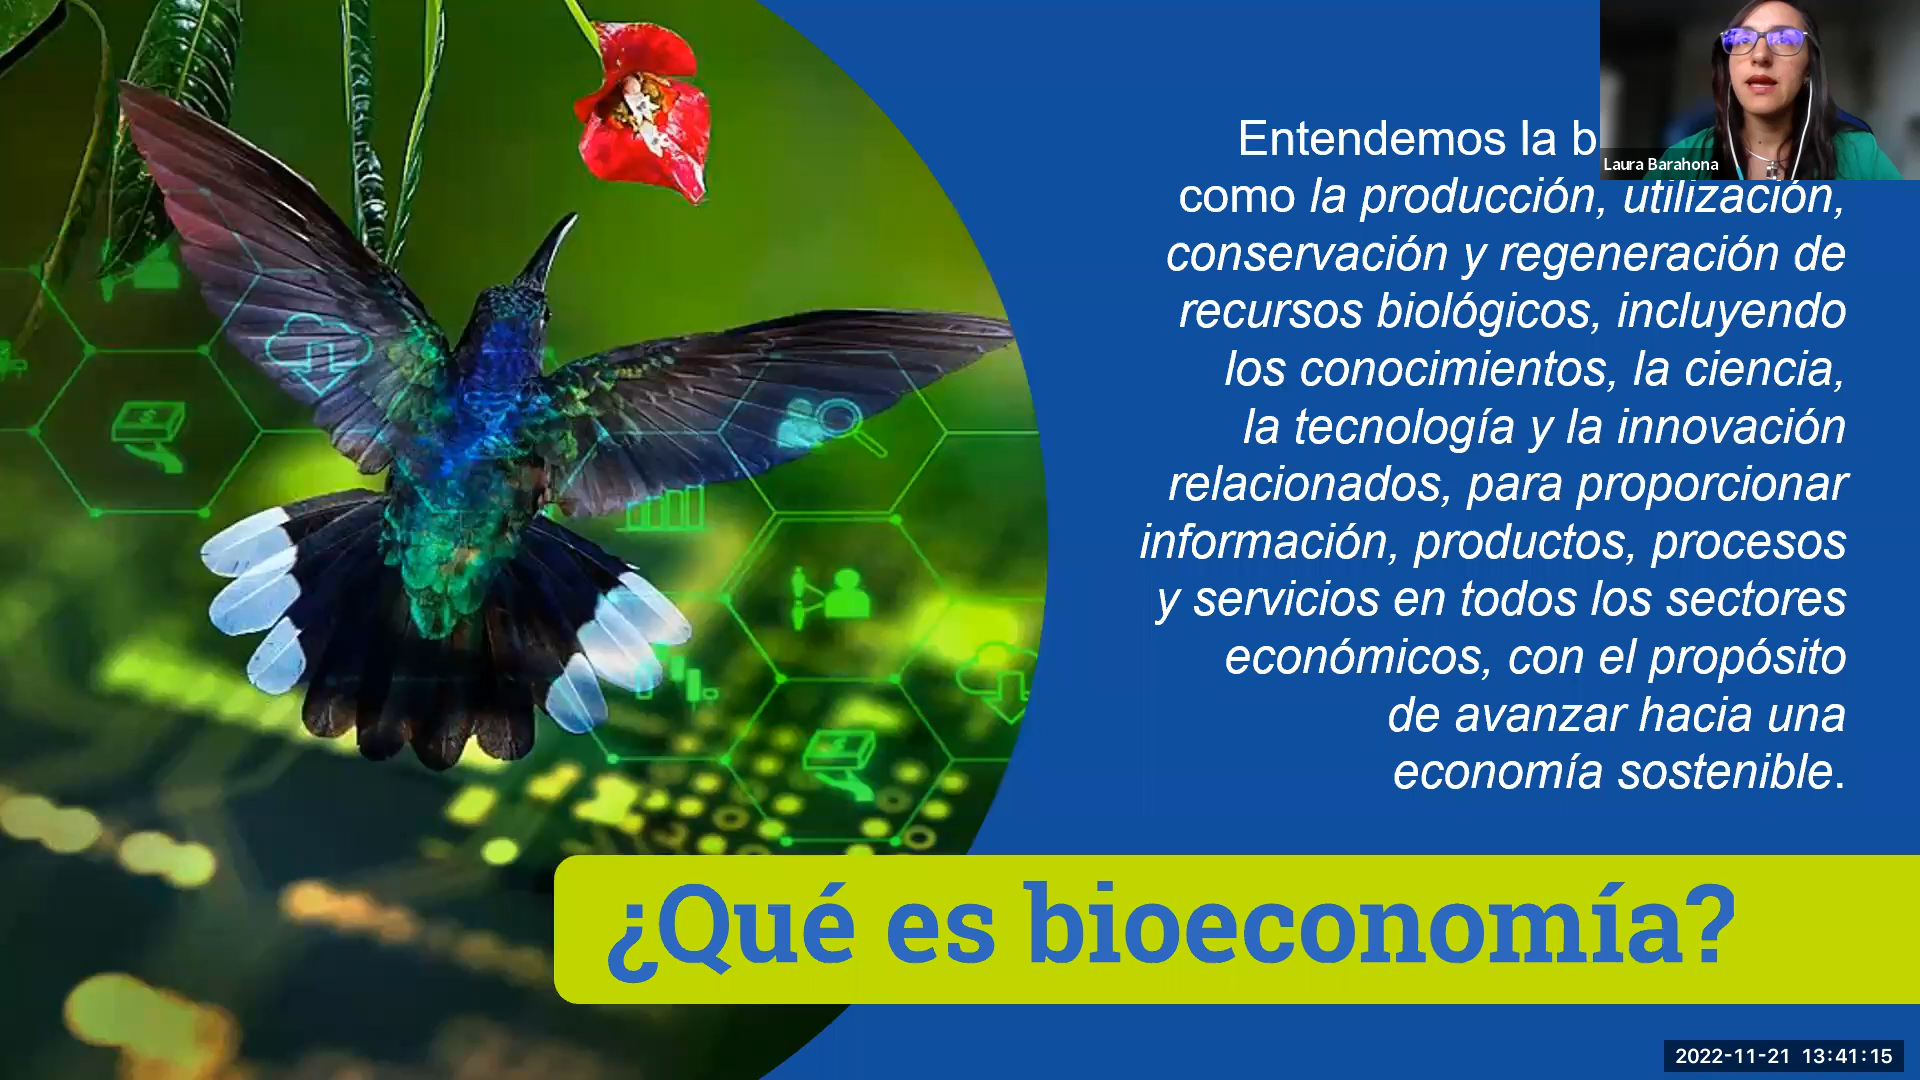 Entendemos la b
como la producción, utilización,
conservación y regeneración de
recursos biológicos, incluyendo
los conocimientos, la ciencia,
la tecnología y la innovación
relacionados, para proporcionar
información, productos, procesos
y servicios en todos los sectores
económicos, con el propósito
de avanzar hacia una
economía sostenible.
¿Qué es bioeconomía?
Laura Barahona
2022-11-21 13:41:15